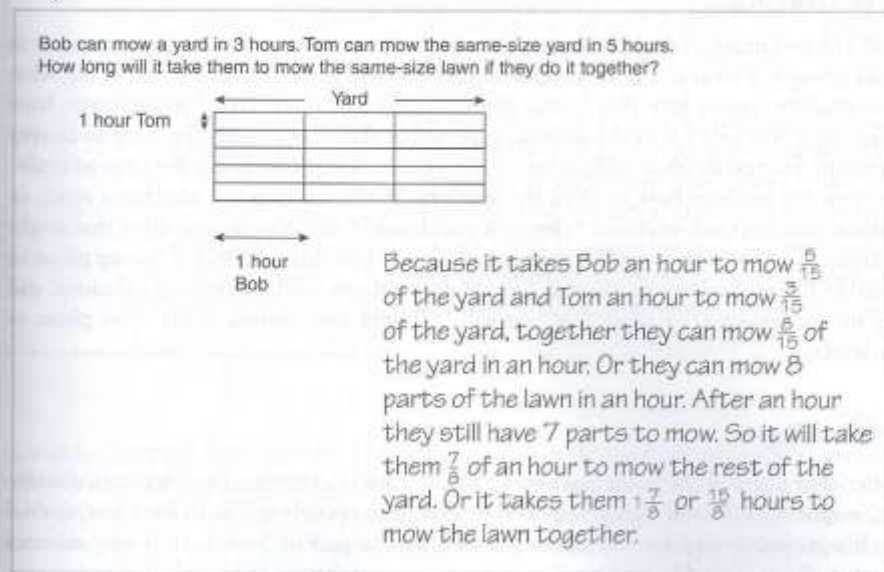 Bob can mow a yard in 3 hours. Tom can mow the same-size yard in 5 hours.
How long will it take them to mow the same-size lawn if they do it together?
Yard
1 hour Tom
1 hour
Bob
Because it takes Bob an hour to mow 5/15
of the yard and Tom an hour to mow 3/15
of the yard, together they can mow 8/15 of
the yard in an hour. Or they can mow 8
parts of the lawn in an hour. After an hour
they still have 7 parts to mow. So it will take
them 7/8 of an hour to mow the rest of the
yard. Or it takes them 1 7/8 or 15/8 hours to
mow the lawn together.